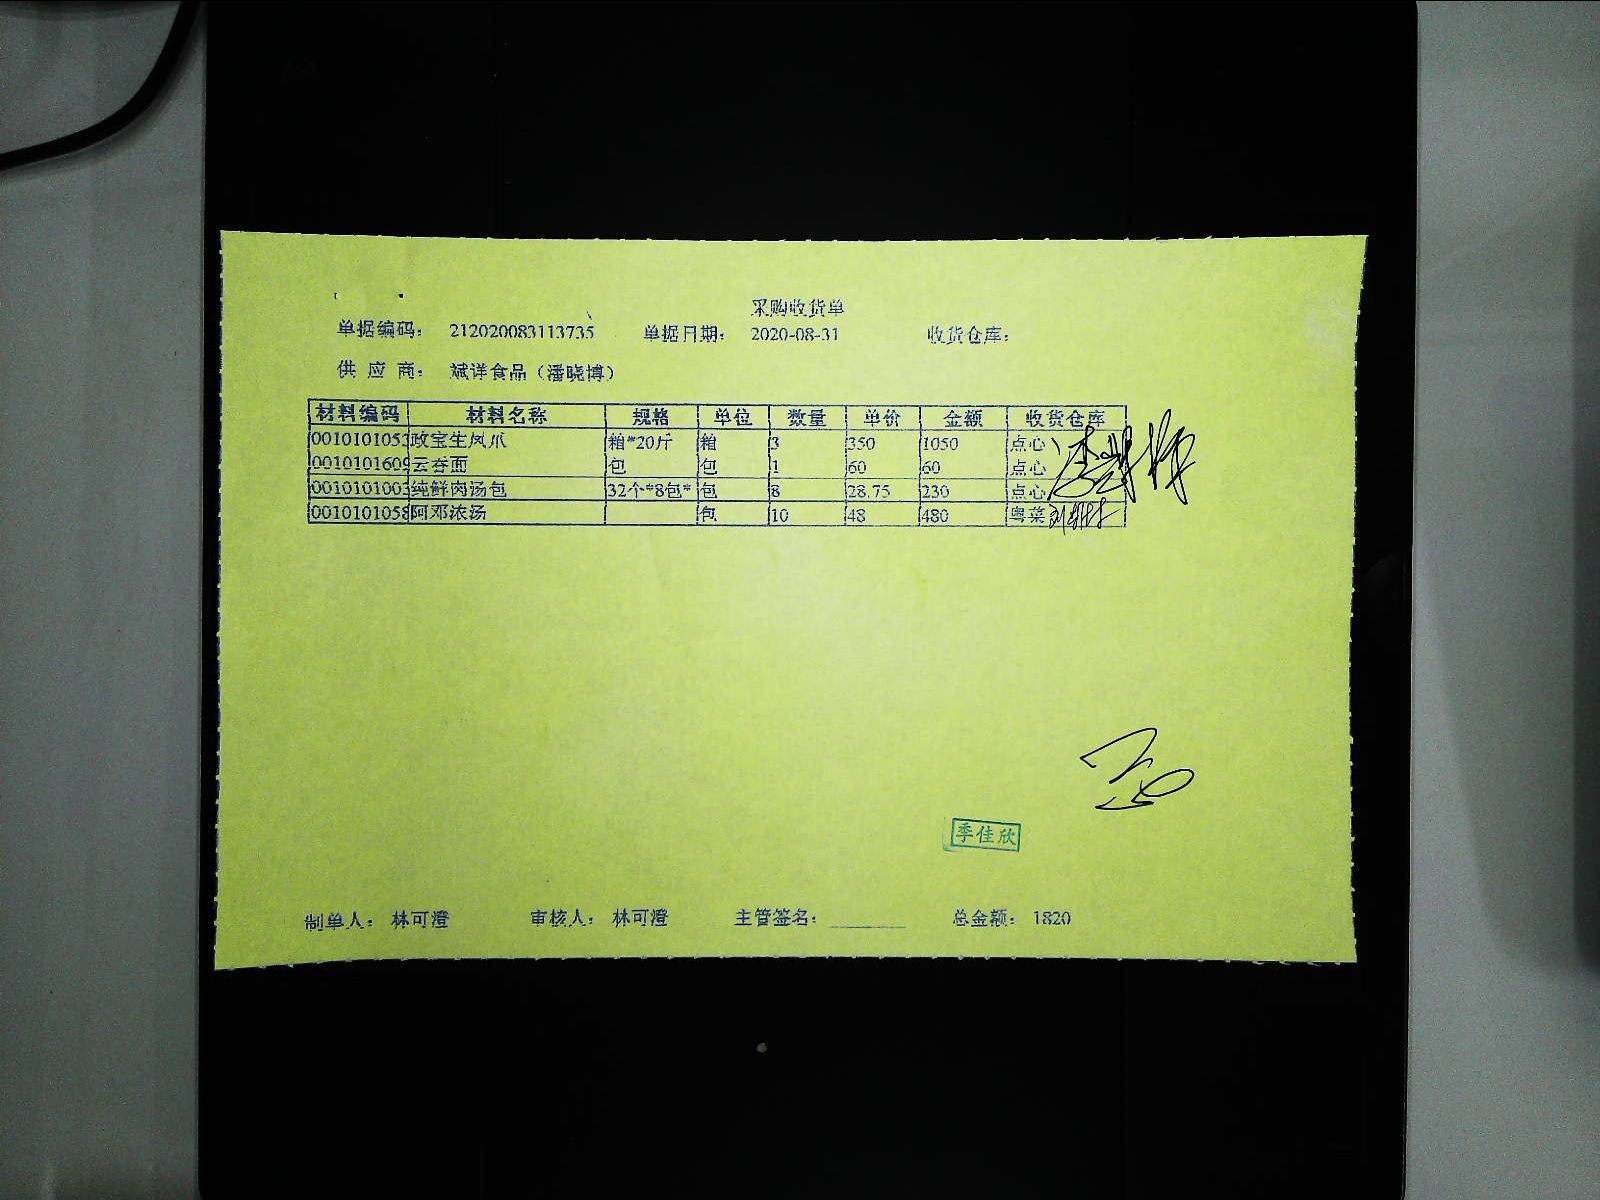 采购收货单
单据编码： 212020083113735 单据日期： 2020-08-31 收货仓库：
供 应 商： 斌洋食品（潘晓博）
材料编码 材料名称 规格 单位 数量 单价 金额 收货仓库
0010101053 政宝生凤爪 箱*20斤 箱 3 350 1050 点心
0010101609 云吞面 包 包 1 60 60 点心
0010101003 纯鲜肉汤包 32个*8包* 包 8 28.75 230 点心
0010101058 阿邓浓汤 包 10 48 480 粤菜
季佳欣
制单人： 林可澄 审核人： 林可澄 主管签名： 总金额： 1820